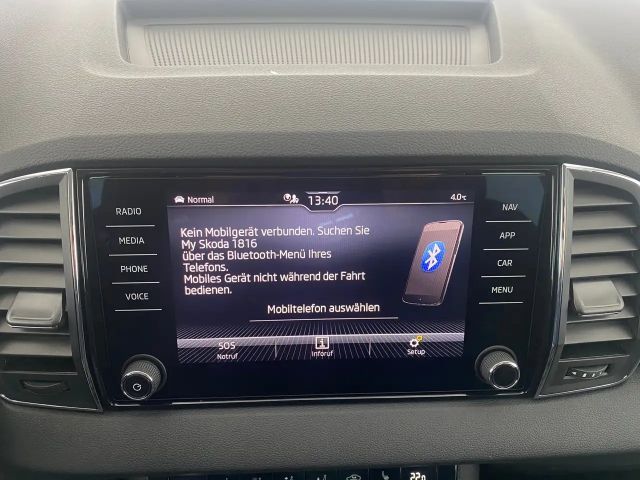 Normal 13:40 4.0°C
RADIO
MEDIA
PHONE
VOICE
Kein Mobilgerät verbunden. Suchen Sie
My Skoda 1816
über das Bluetooth-Menü Ihres
Telefons.
Mobiles Gerät nicht während der Fahrt
bedienen.
Mobiltelefon auswählen
SOS
Notruf
i
Inforuf
Setup
NAV
APP
CAR
MENU
22.0